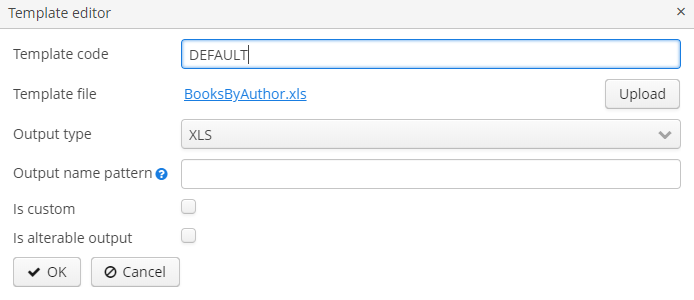 Template editor ×
Template code DEFAULT
Template file BooksByAuthor.xls Upload
Output type XLS
Output name pattern ?
Is custom
Is alterable output
OK Cancel